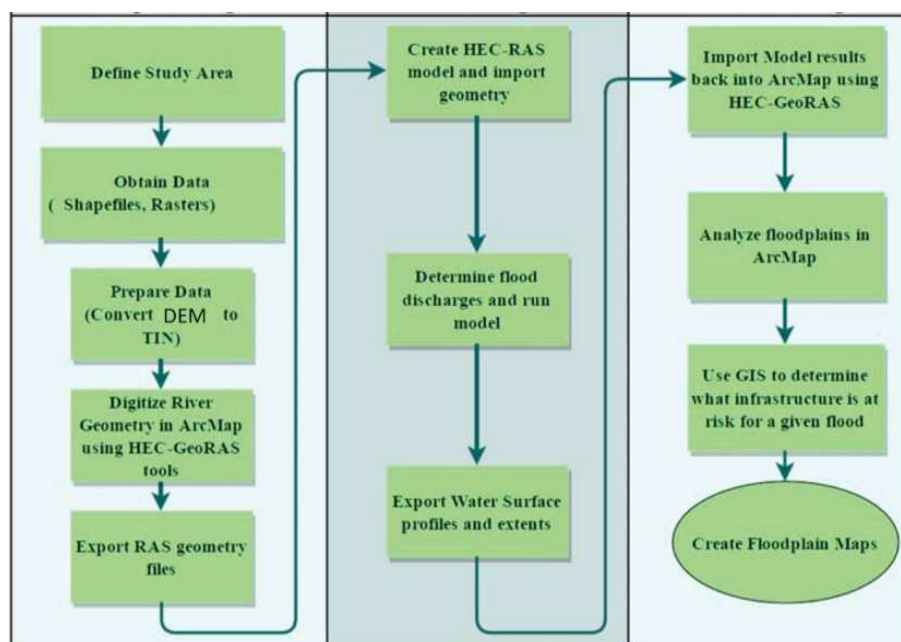 Define Study Area
Obtain Data
( Shapefiles, Rasters)
Prepare Data
(Convert DEM to
TIN)
Digitize River
Geometry in ArcMap
using HEC-GeoRAS
tools
Export RAS geometry
files
Create HEC-RAS
model and import
geometry
Determine flood
discharges and run
model
Export Water Surface
profiles and extents
Import Model results
back into ArcMap using
HEC-GeoRAS
Analyze floodplains in
ArcMap
Use GIS to determine
what infrastructure is at
risk for a given flood
Create Floodplain Maps